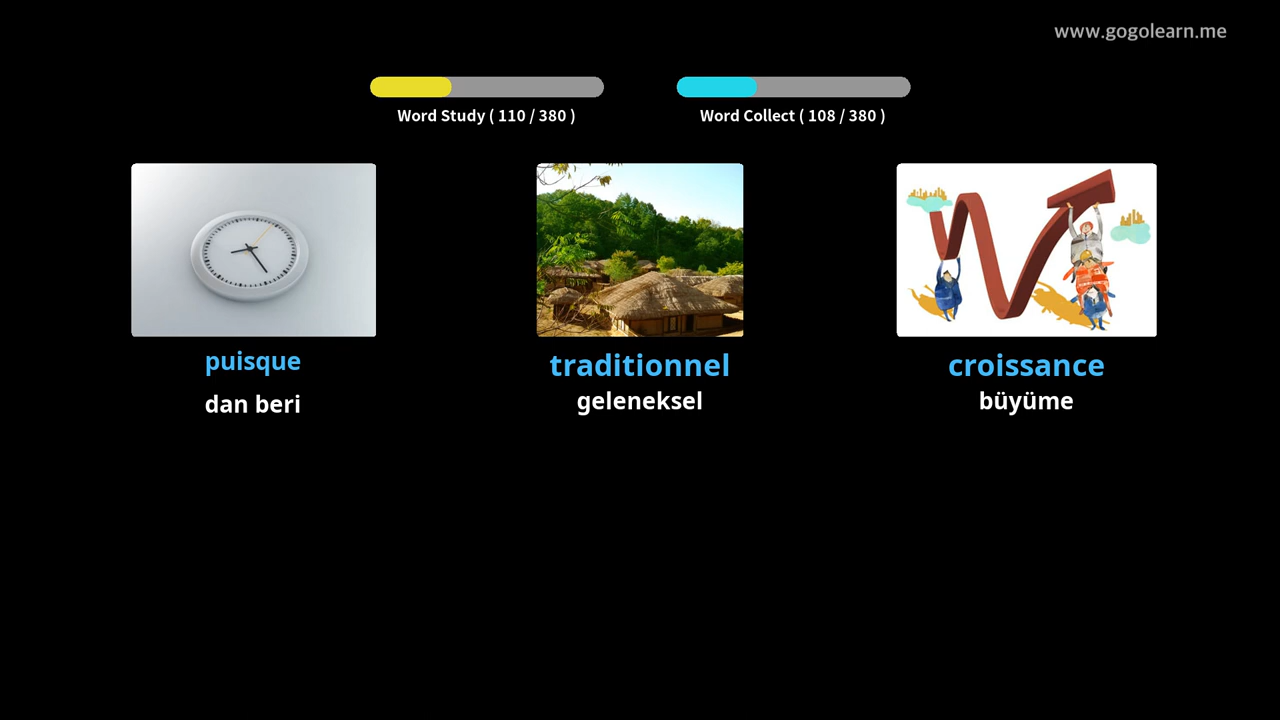 www.gogolearn.me
Word Study ( 110 / 380 )
Word Collect ( 108 / 380 )
puisque
dan beri
traditionnel
geleneksel
croissance
büyüme